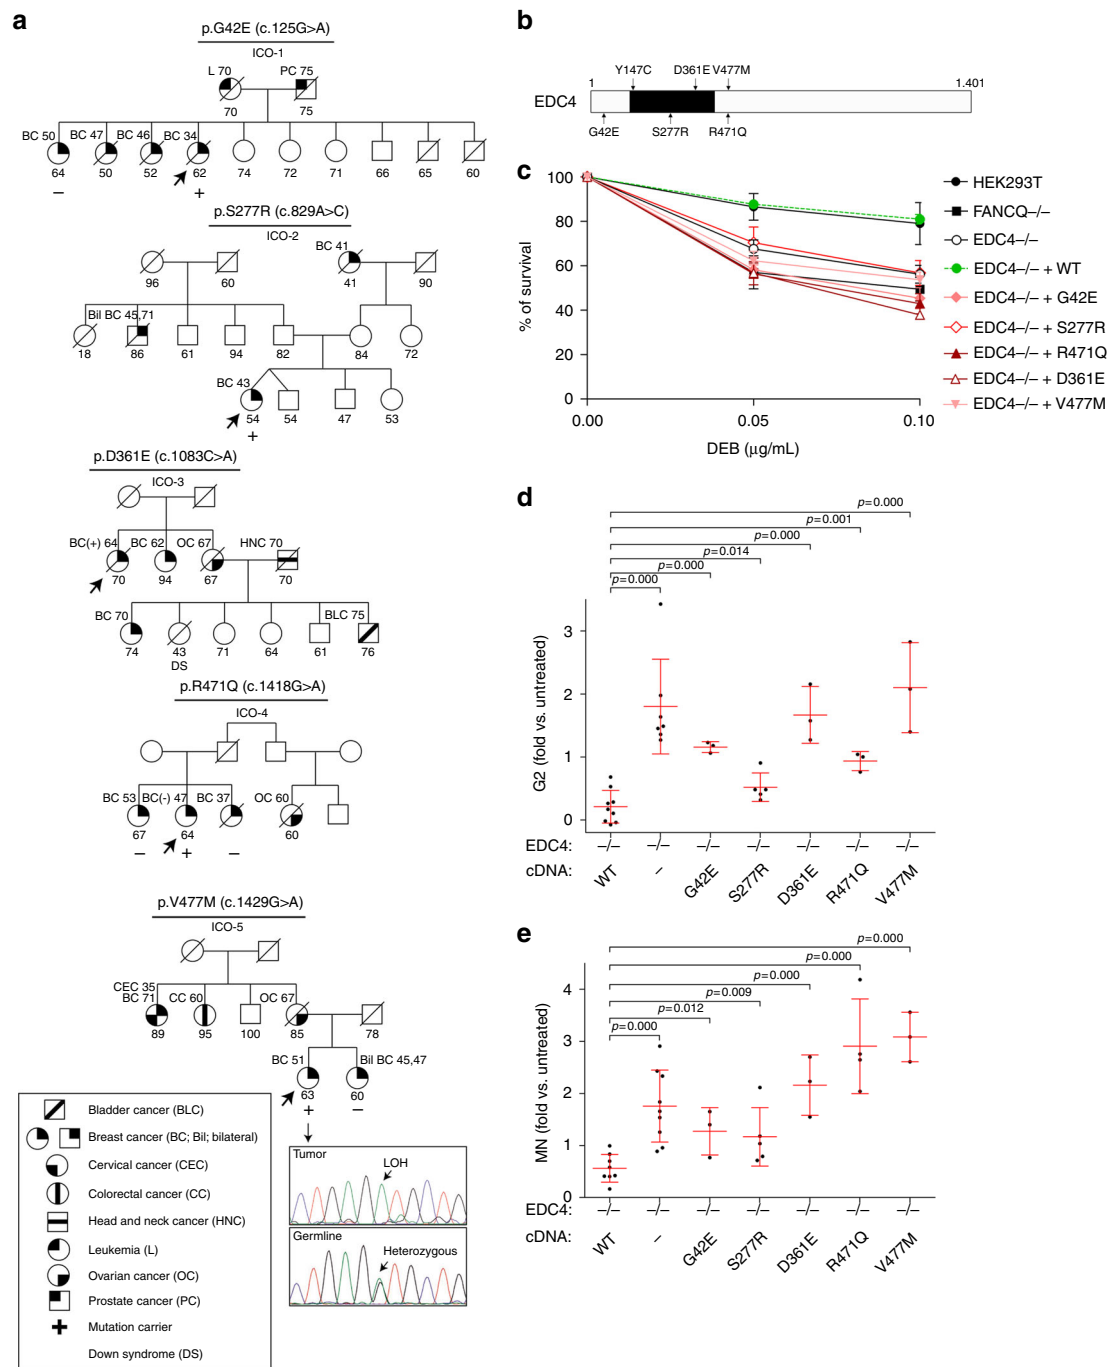 a
p.G42E (c.125G>A)
ICO-1
L 70 PC 75
70 75
BC 50 BC 47 BC 46 BC 34
64 50 52 62 74 72 71 66 65 60
– +
p.S277R (c.829A>C)
ICO-2
BC 41
96 60 41 90
Bil BC 45,71
18 86 61 94 82 84 72
BC 43
54 54 47 53
+
p.D361E (c.1083C>A)
ICO-3
BC(+) 64 BC 62 OC 67 HNC 70
70 94 67 70
BC 70 BLC 75
74 43 71 64 61 76
DS
p.R471Q (c.1418G>A)
ICO-4
BC 53 BC(-) 47 BC 37 OC 60
67 64 60
– + –
p.V477M (c.1429G>A)
ICO-5
CEC 35
BC 71 CC 60 OC 67
89 95 100 85 78
BC 51 Bil BC 45,47
63 60
+ –
Bladder cancer (BLC)
Breast cancer (BC; Bil; bilateral)
Cervical cancer (CEC)
Colorectal cancer (CC)
Head and neck cancer (HNC)
Leukemia (L)
Ovarian cancer (OC)
Prostate cancer (PC)
Mutation carrier
Down syndrome (DS)
Tumor
LOH
Germline
Heterozygous
b
Y147C D361E V477M
1 1.401
EDC4
G42E S277R R471Q
c
100
80
60
40
20
0
% of survival
0.00 0.05 0.10
DEB (µg/mL)
HEK293T
FANCQ–/–
EDC4–/–
EDC4–/– + WT
EDC4–/– + G42E
EDC4–/– + S277R
EDC4–/– + R471Q
EDC4–/– + D361E
EDC4–/– + V477M
d
p=0.000
p=0.001
p=0.000
p=0.014
p=0.000
p=0.000
3
2
1
0
G2 (fold vs. untreated)
EDC4: –/– –/– –/– –/– –/– –/– –/–
cDNA: WT – G42E S277R D361E R471Q V477M
e
p=0.000
p=0.000
p=0.000
p=0.009
p=0.012
p=0.000
4
3
2
1
0
MN (fold vs. untreated)
EDC4: –/– –/– –/– –/– –/– –/– –/–
cDNA: WT – G42E S277R D361E R471Q V477M